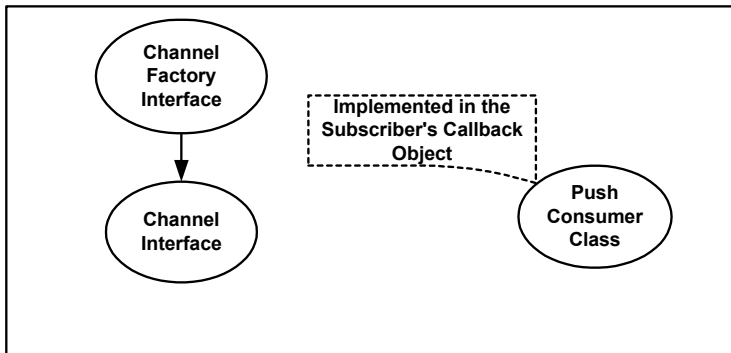 Channel
Factory
Interface
Implemented in the
Subscriber's Callback
Object
Channel
Interface
Push
Consumer
Class